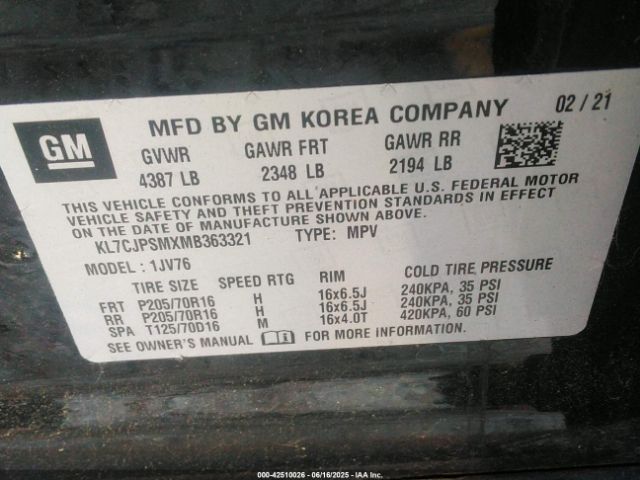 GM
MFD BY GM KOREA COMPANY 02 / 21
GVWR GAWR FRT GAWR RR
4387 LB 2348 LB 2194 LB
THIS VEHICLE CONFORMS TO ALL APPLICABLE U.S. FEDERAL MOTOR
VEHICLE SAFETY AND THEFT PREVENTION STANDARDS IN EFFECT
ON THE DATE OF MANUFACTURE SHOWN ABOVE.
KL7CJPSMXMB363321 TYPE: MPV
MODEL : 1JV76
TIRE SIZE SPEED RTG RIM COLD TIRE PRESSURE
FRT P205/70R16 H 16x6.5J 240KPA, 35 PSI
RR P205/70R16 H 16x6.5J 240KPA, 35 PSI
SPA T125/70D16 M 16x4.0T 420KPA, 60 PSI
SEE OWNER'S MANUAL FOR MORE INFORMATION.
000-42510026 - 06/16/2025 - IAA Inc.